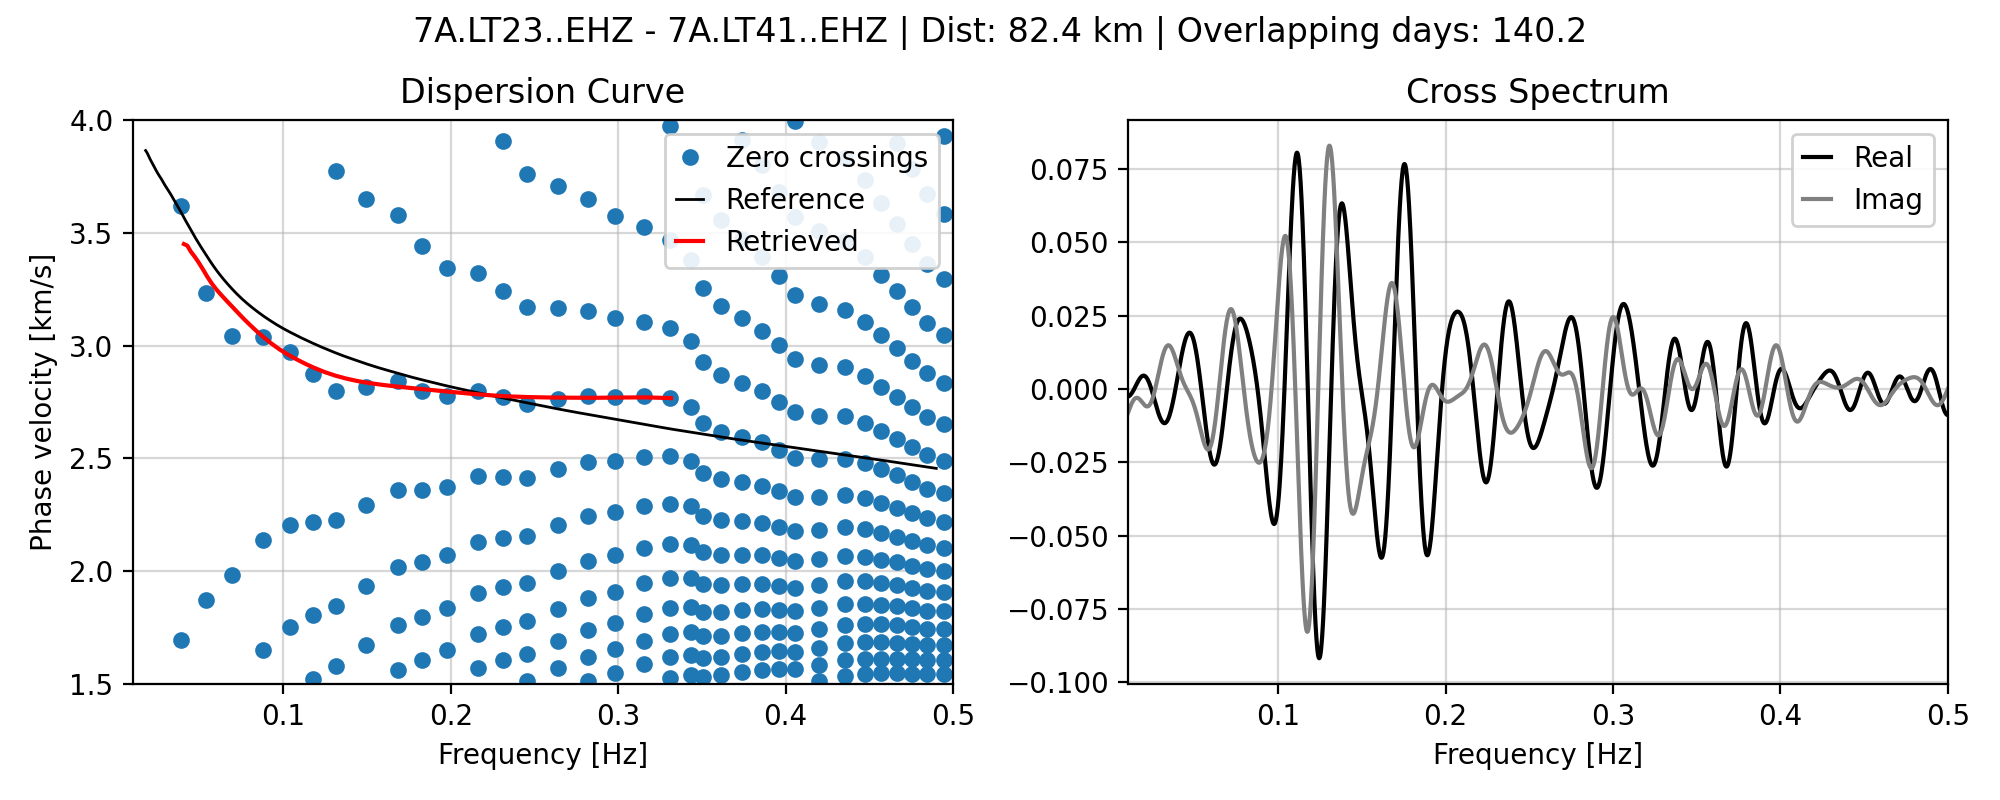 7A.LT23..EHZ - 7A.LT41..EHZ | Dist: 82.4 km | Overlapping days: 140.2
Dispersion Curve
4.0
3.5
3.0
2.5
2.0
1.5
Phase velocity [km/s]
0.1
0.2
0.3
0.4
0.5
Frequency [Hz]
Zero crossings
Reference
Retrieved
Cross Spectrum
0.075
0.050
0.025
0.000
−0.025
−0.050
−0.075
−0.100
0.1
0.2
0.3
0.4
0.5
Frequency [Hz]
Real
Imag